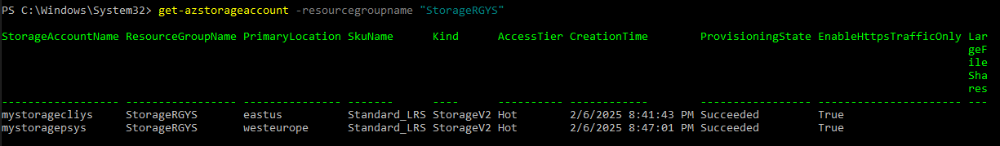 PS C:\Windows\System32> get-azstorageaccount -resourcegroupname "StorageRGYS"
StorageAccountName ResourceGroupName PrimaryLocation SkuName Kind AccessTier CreationTime ProvisioningState EnableHttpsTrafficOnly Lar
geF
ile
Sha
res
------------------ ----------------- --------------- ------- ---- ---------- ------------ ----------------- ---------------------- ---
mystoragecliys StorageRGYS eastus Standard_LRS StorageV2 Hot 2/6/2025 8:41:43 PM Succeeded True
mystoragepsys StorageRGYS westeurope Standard_LRS StorageV2 Hot 2/6/2025 8:47:01 PM Succeeded True